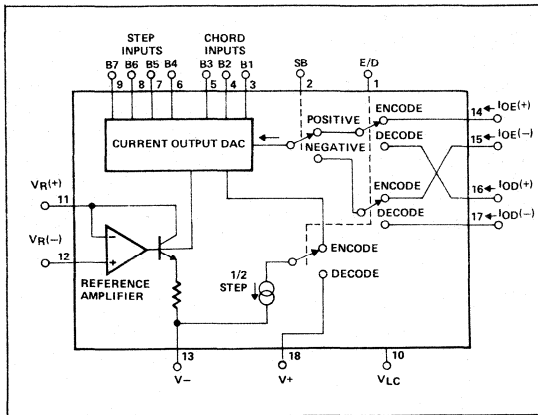 STEP INPUTS
CHORD INPUTS
B7 B6 B5 B4
B3 B2 B1
SB
E/D
9 8 7 6
5 4 3
2
1
CURRENT OUTPUT DAC
POSITIVE
NEGATIVE
ENCODE
DECODE
ENCODE
DECODE
14 IOE(+)
15 IOE(−)
16 IOD(+)
17 IOD(−)
VR(+)
11
VR(−)
12
−
+
REFERENCE
AMPLIFIER
1/2
STEP
ENCODE
DECODE
13
V−
18
V+
10
VLC